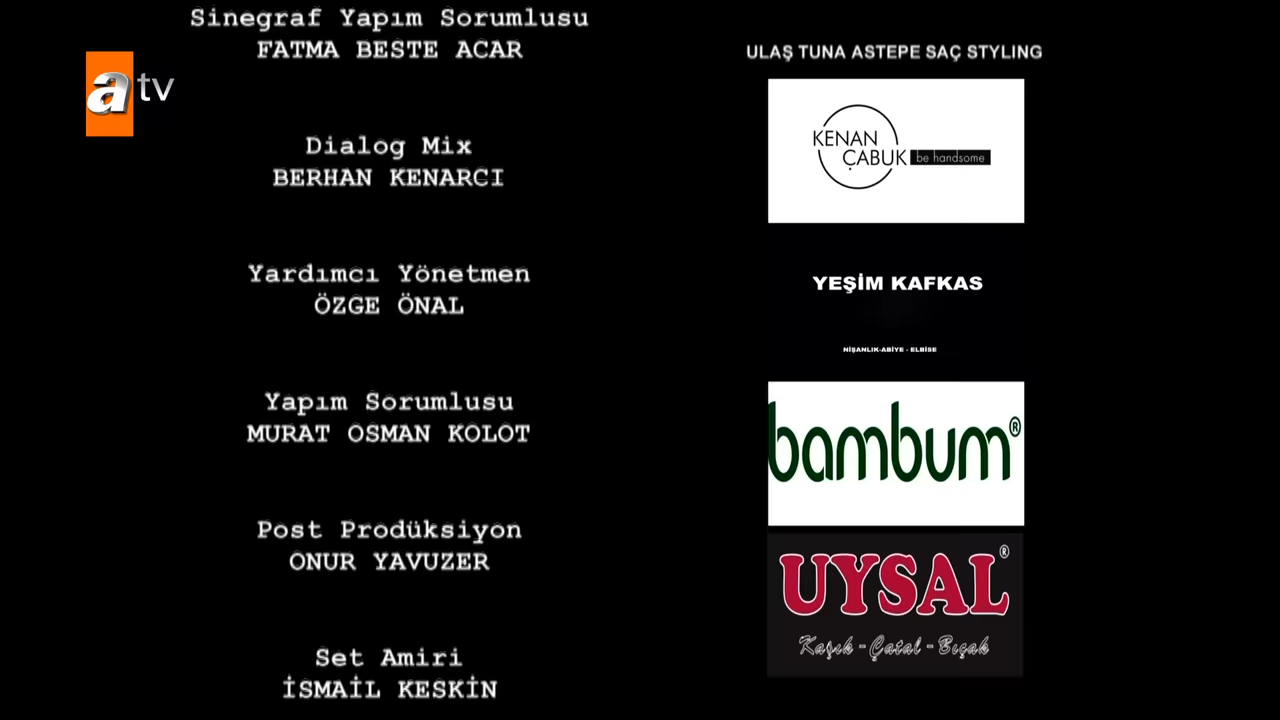 Sinegraf Yapım Sorumlusu
FATMA BESTE ACAR
a tv
Dialog Mix
BERHAN KENARCI
Yardımcı Yönetmen
ÖZGE ÖNAL
Yapım Sorumlusu
MURAT OSMAN KOLOT
Post Prodüksiyon
ONUR YAVUZER
Set Amiri
İSMAİL KESKİN
ULAŞ TUNA ASTEPE SAÇ STYLING
KENAN
ÇABUK be handsome
YEŞİM KAFKAS
NİŞANLIK-ABİYE - ELBİSE
bambum®
UYSAL®
Kaşık - Çatal - Bıçak